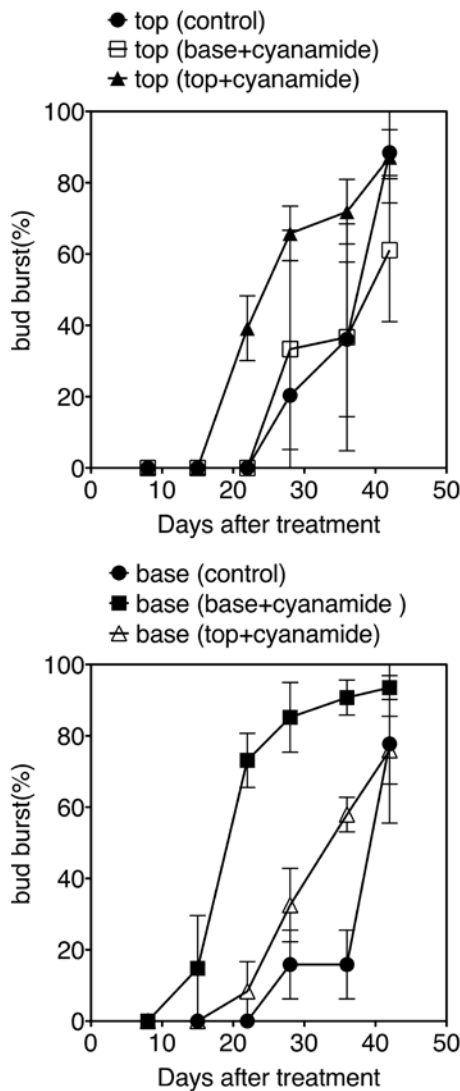 top (control)
top (base+cyanamide)
top (top+cyanamide)
100
80
60
40
20
0
bud burst(%)
0 10 20 30 40 50
Days after treatment
base (control)
base (base+cyanamide )
base (top+cyanamide)
100
80
60
40
20
0
bud burst(%)
0 10 20 30 40 50
Days after treatment